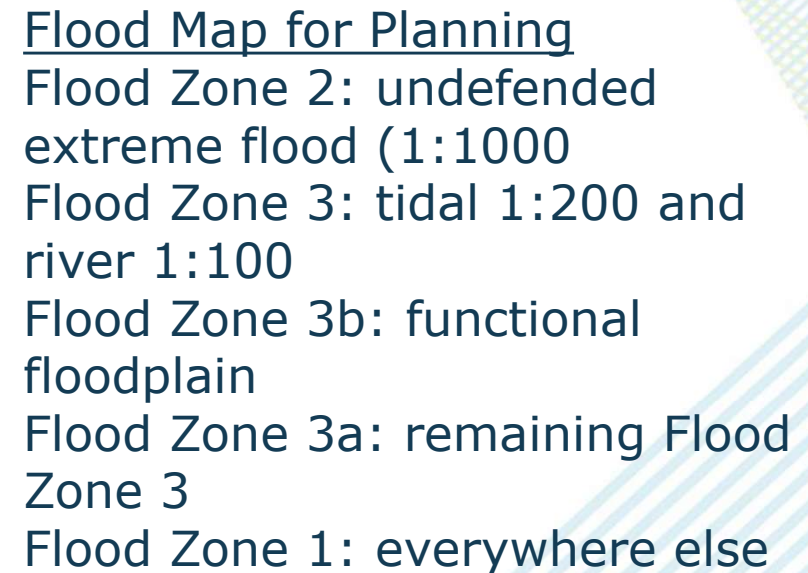 Flood Map for Planning
Flood Zone 2: undefended
extreme flood (1:1000
Flood Zone 3: tidal 1:200 and
river 1:100
Flood Zone 3b: functional
floodplain
Flood Zone 3a: remaining Flood
Zone 3
Flood Zone 1: everywhere else